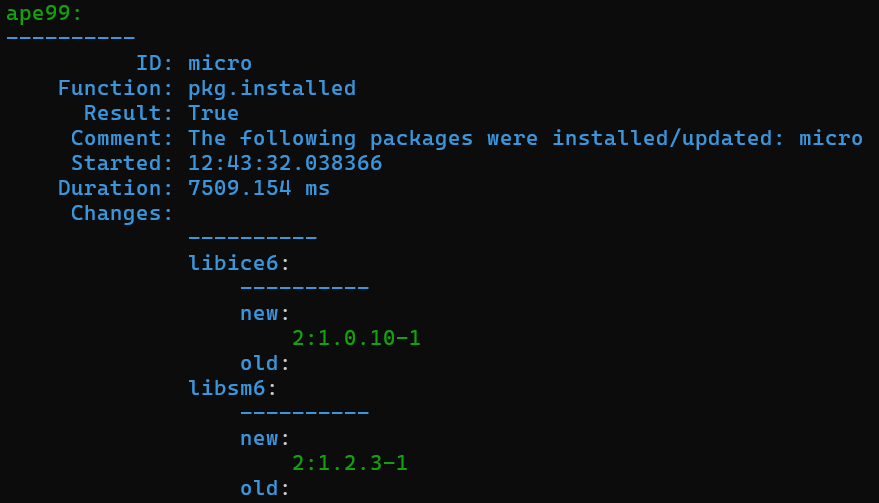 ape99:
----------
          ID: micro
    Function: pkg.installed
      Result: True
     Comment: The following packages were installed/updated: micro
     Started: 12:43:32.038366
    Duration: 7509.154 ms
     Changes:
              ----------
              libice6:
                  ----------
                  new:
                      2:1.0.10-1
                  old:
              libsm6:
                  ----------
                  new:
                      2:1.2.3-1
                  old: